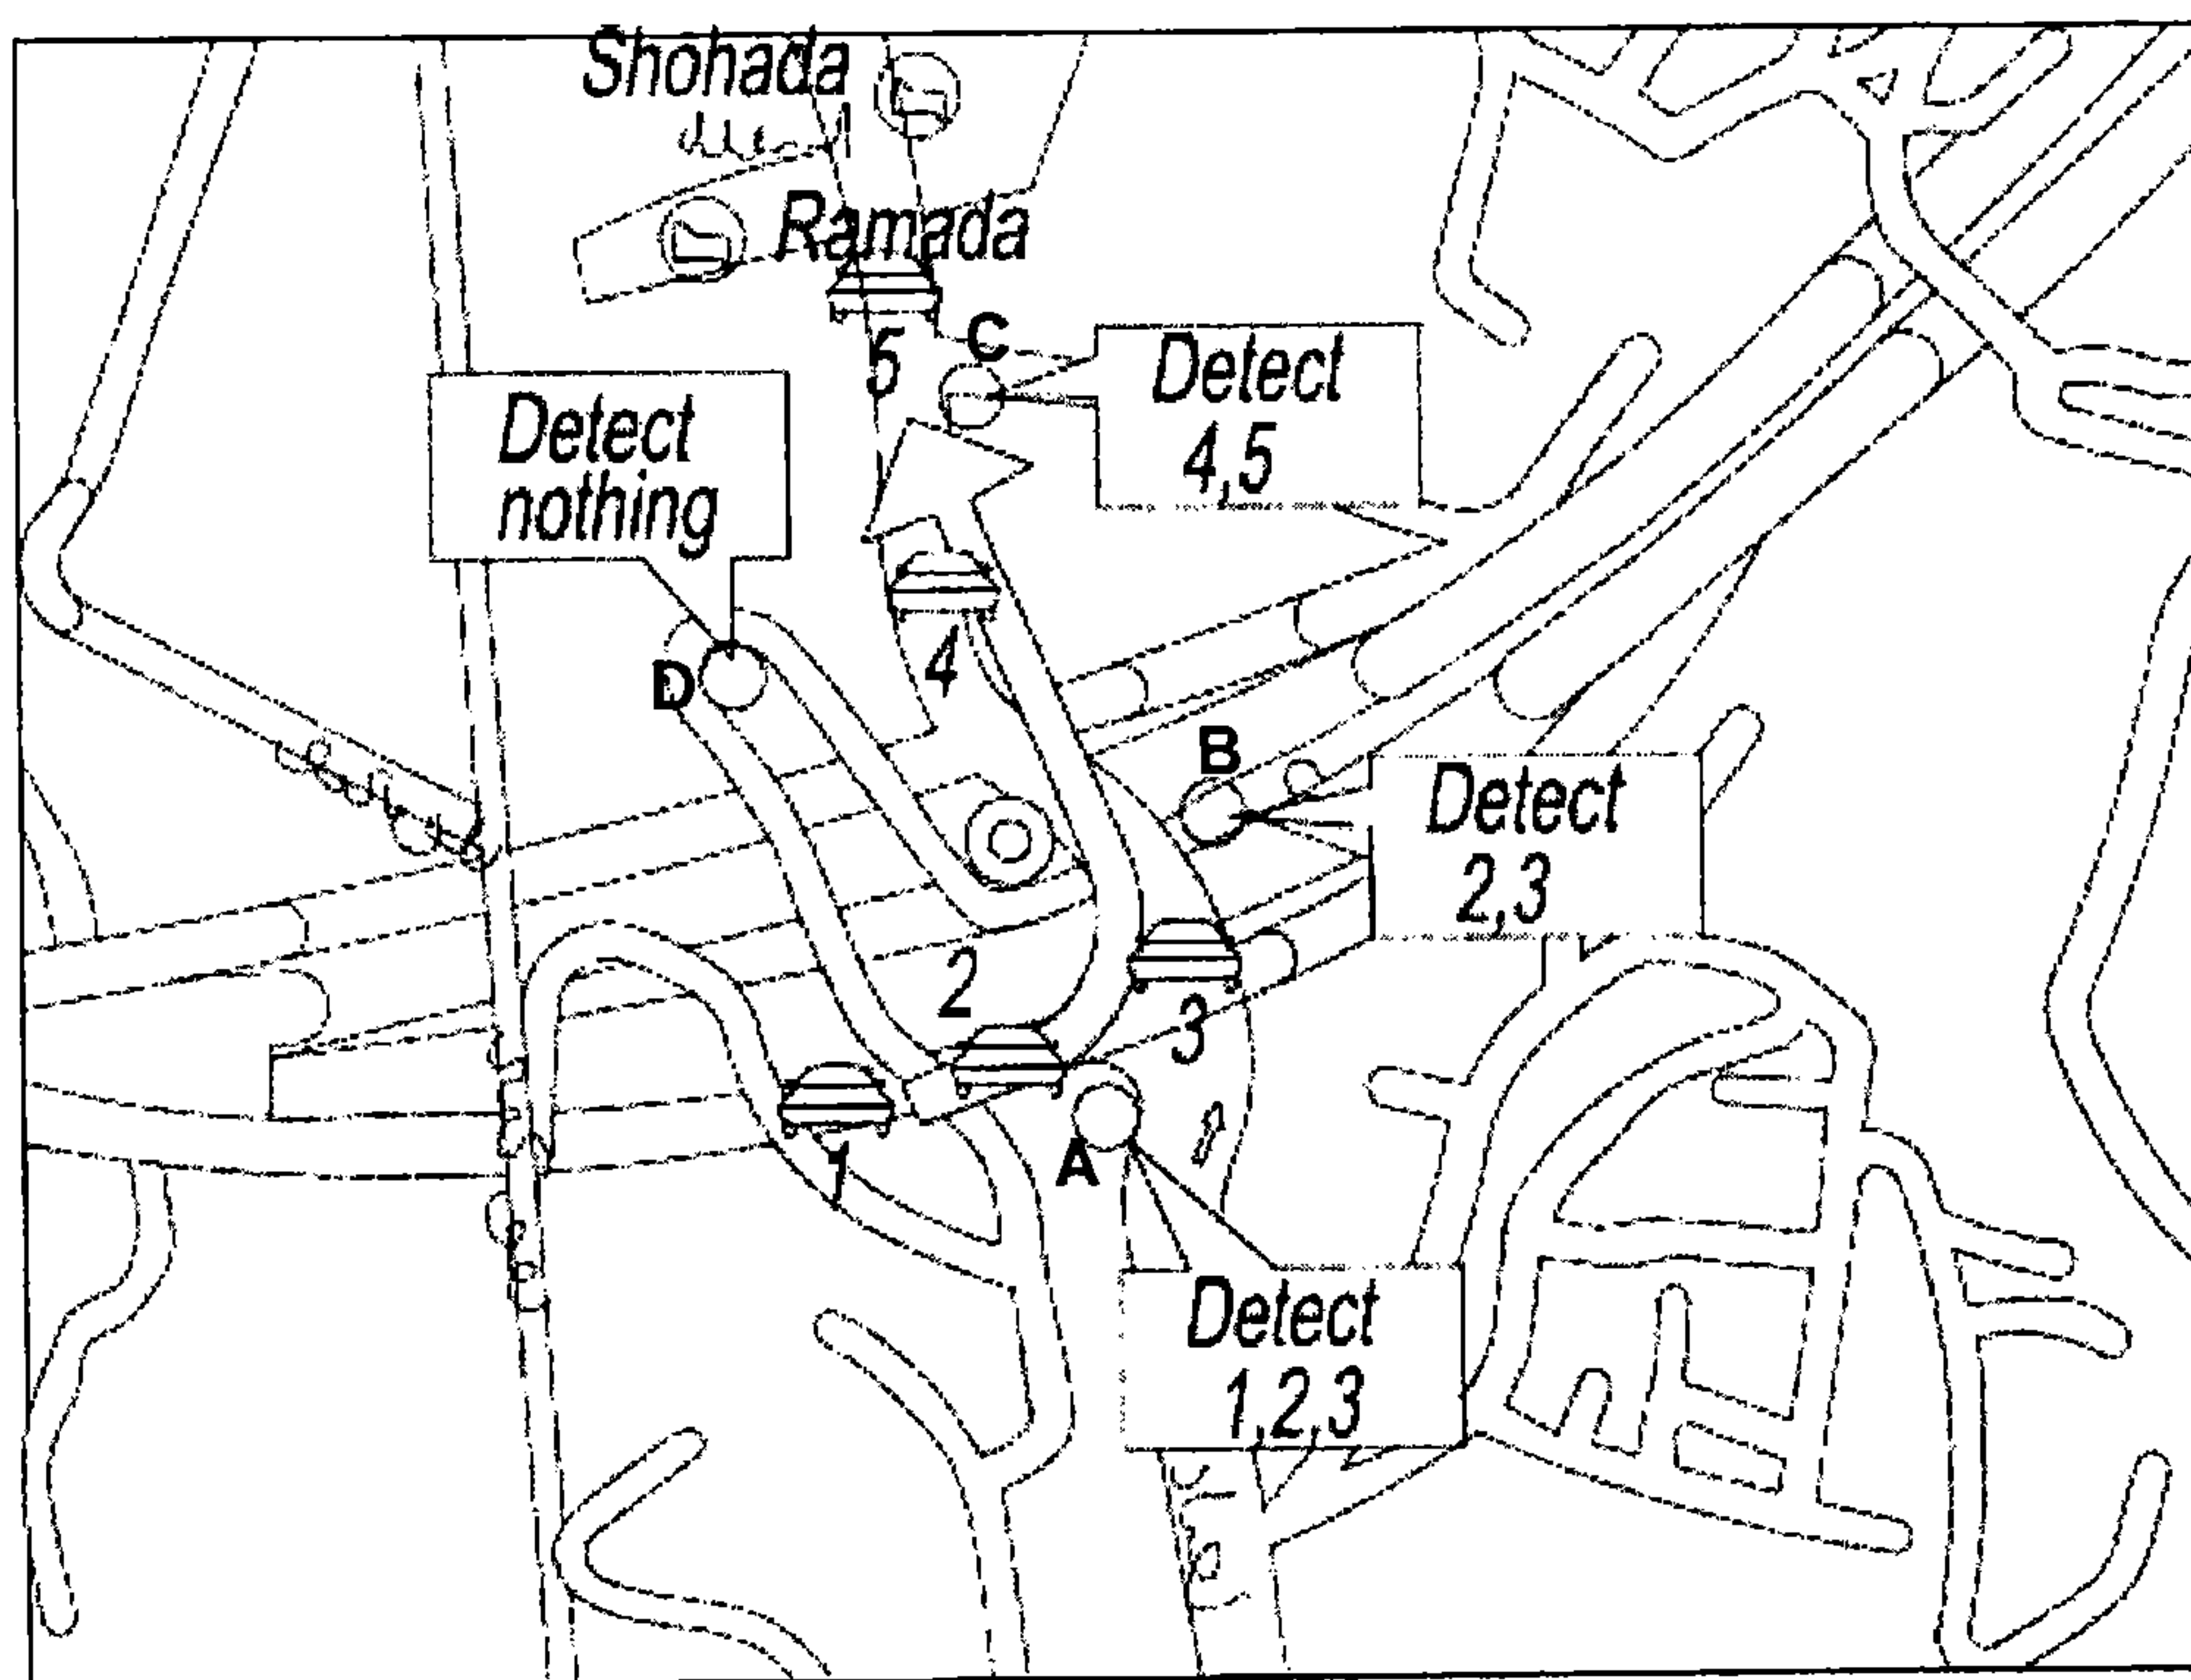 Shohada
Ramada
5
C
Detect
4,5
Detect
nothing
4
D
B
Detect
2,3
2
3
1
A
Detect
1,2,3